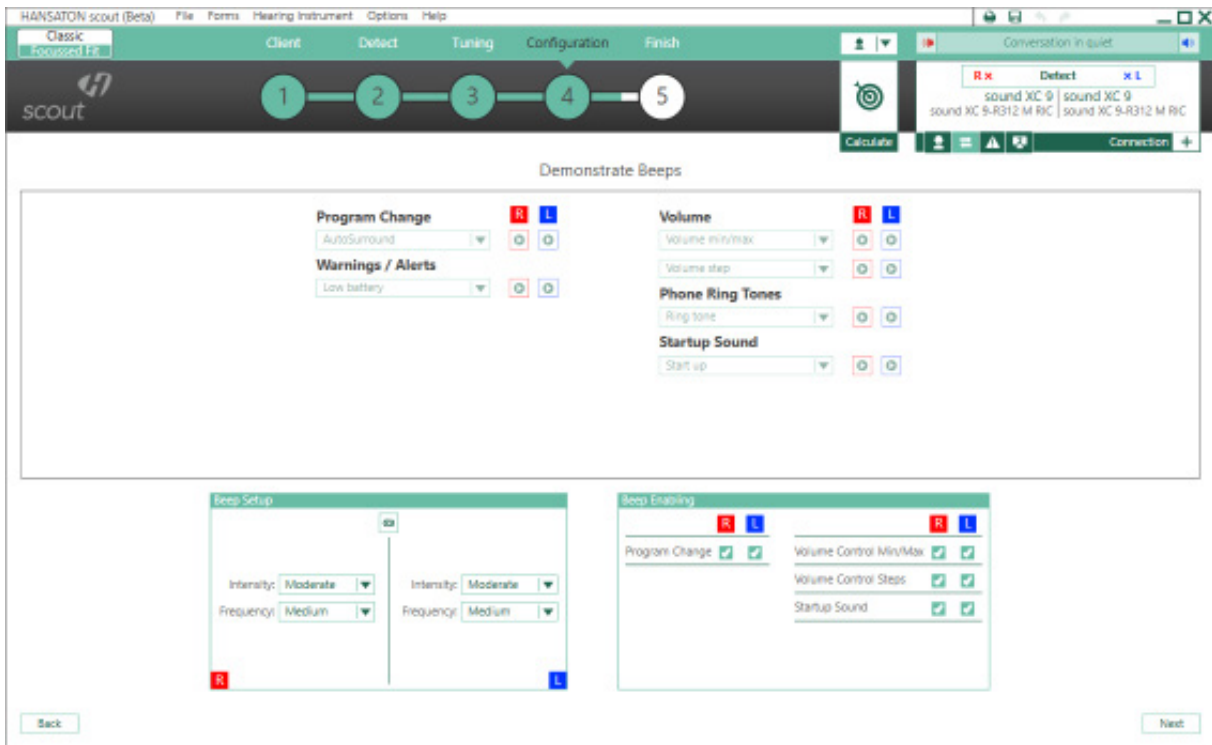 HANSATON scout (Beta) File Forms Hearing Instrument Options Help
Classic
Focussed Fit
Client Detect Tuning Configuration Finish
Conversation in quiet
scout
1 2 3 4 5
R x Detect x L
sound XC 9 | sound XC 9
sound XC 9-R312 M RIC | sound XC 9-R312 M RIC
Calculate
Connection +
Demonstrate Beeps
Program Change R L
AutoSurround
Warnings / Alerts
Low battery
Volume R L
Volume min/max
Volume step
Phone Ring Tones
Ring tone
Startup Sound
Start up
Beep Setup
Intensity: Moderate Intensity: Moderate
Frequency: Medium Frequency: Medium
R L
Beep Enabling
R L R L
Program Change Volume Control Min/Max
Volume Control Steps
Startup Sound
Back Next